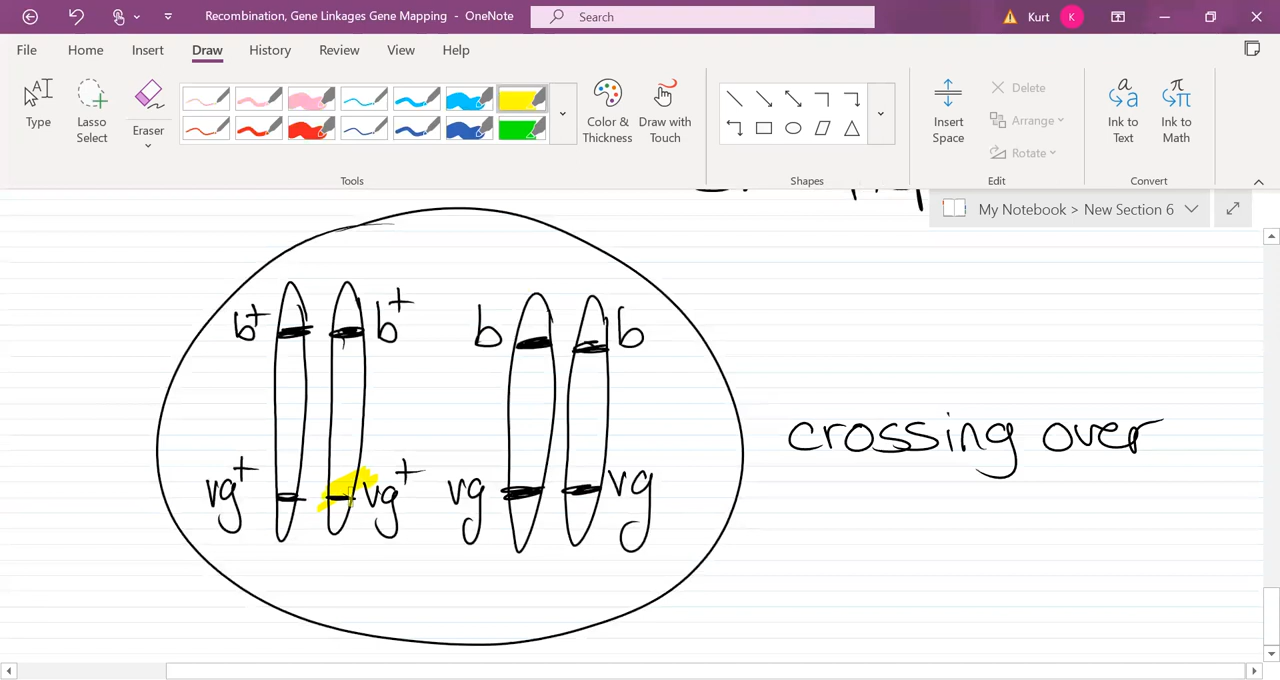 Recombination, Gene Linkages Gene Mapping - OneNote
Search
Kurt
K
File Home Insert Draw History Review View Help
Type
Lasso Select
Eraser
Color & Thickness
Draw with Touch
Insert Space
Delete
Arrange
Rotate
Ink to Text
Ink to Math
Tools
Shapes
Edit
Convert
My Notebook > New Section 6
b+ b+ b b
crossing over
vg+ vg+ vg vg